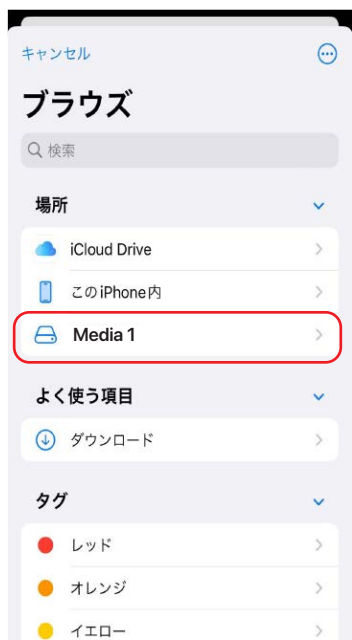 キャンセル
ブラウズ
検索
場所
iCloud Drive
このiPhone内
Media 1
よく使う項目
ダウンロード
タグ
レッド
オレンジ
イエロー